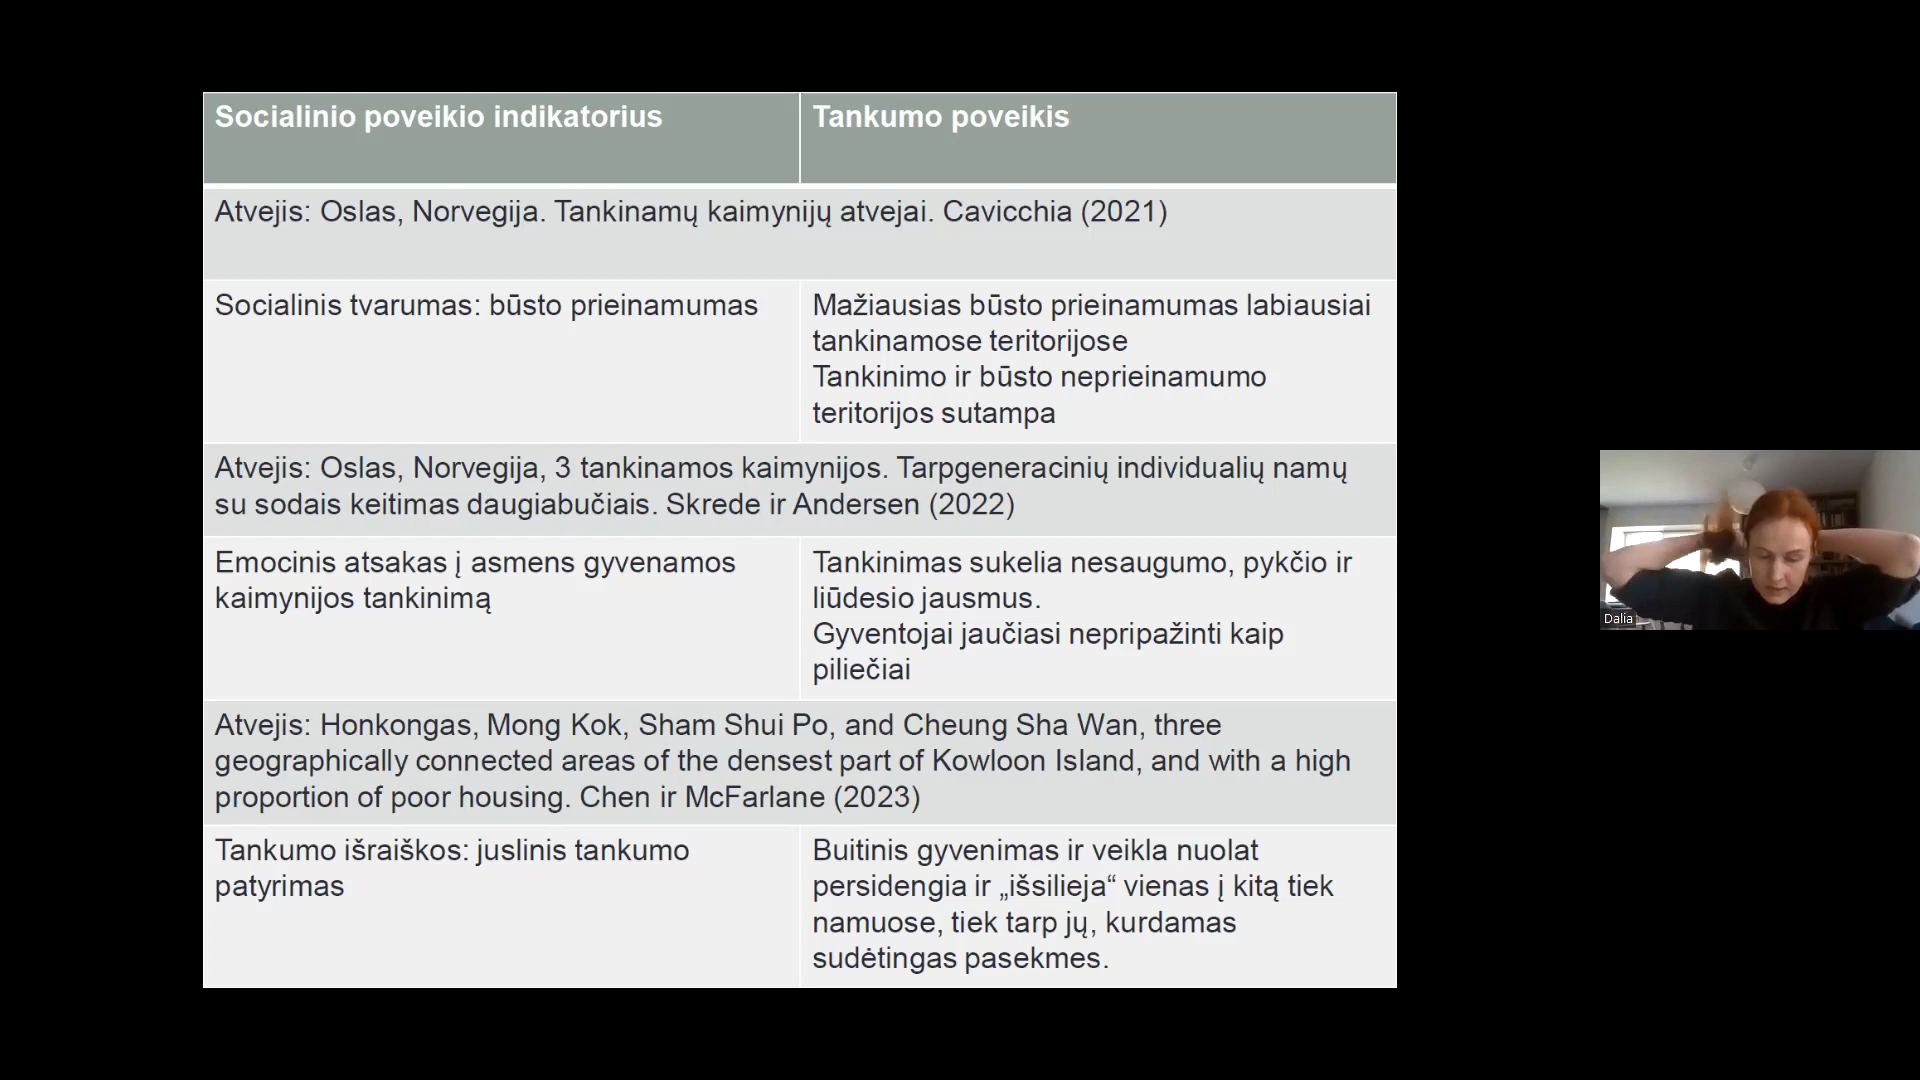 Socialinio poveikio indikatorius
Tankumo poveikis
Atvejis: Oslas, Norvegija. Tankinamų kaimynijų atvejai. Cavicchia (2021)
Socialinis tvarumas: būsto prieinamumas
Mažiausias būsto prieinamumas labiausiai
tankinamose teritorijose
Tankinimo ir būsto neprieinamumo
teritorijos sutampa
Atvejis: Oslas, Norvegija, 3 tankinamos kaimynijos. Tarpgeneracinių individualių namų
su sodais keitimas daugiabučiais. Skrede ir Andersen (2022)
Emocinis atsakas į asmens gyvenamos
kaimynijos tankinimą
Tankinimas sukelia nesaugumo, pykčio ir
liūdesio jausmus.
Gyventojai jaučiasi nepripažinti kaip
piliečiai
Atvejis: Honkongas, Mong Kok, Sham Shui Po, and Cheung Sha Wan, three
geographically connected areas of the densest part of Kowloon Island, and with a high
proportion of poor housing. Chen ir McFarlane (2023)
Tankumo išraiškos: juslinis tankumo
patyrimas
Buitinis gyvenimas ir veikla nuolat
persidengia ir „išsilieja“ vienas į kitą tiek
namuose, tiek tarp jų, kurdamas
sudėtingas pasekmes.
Dalia